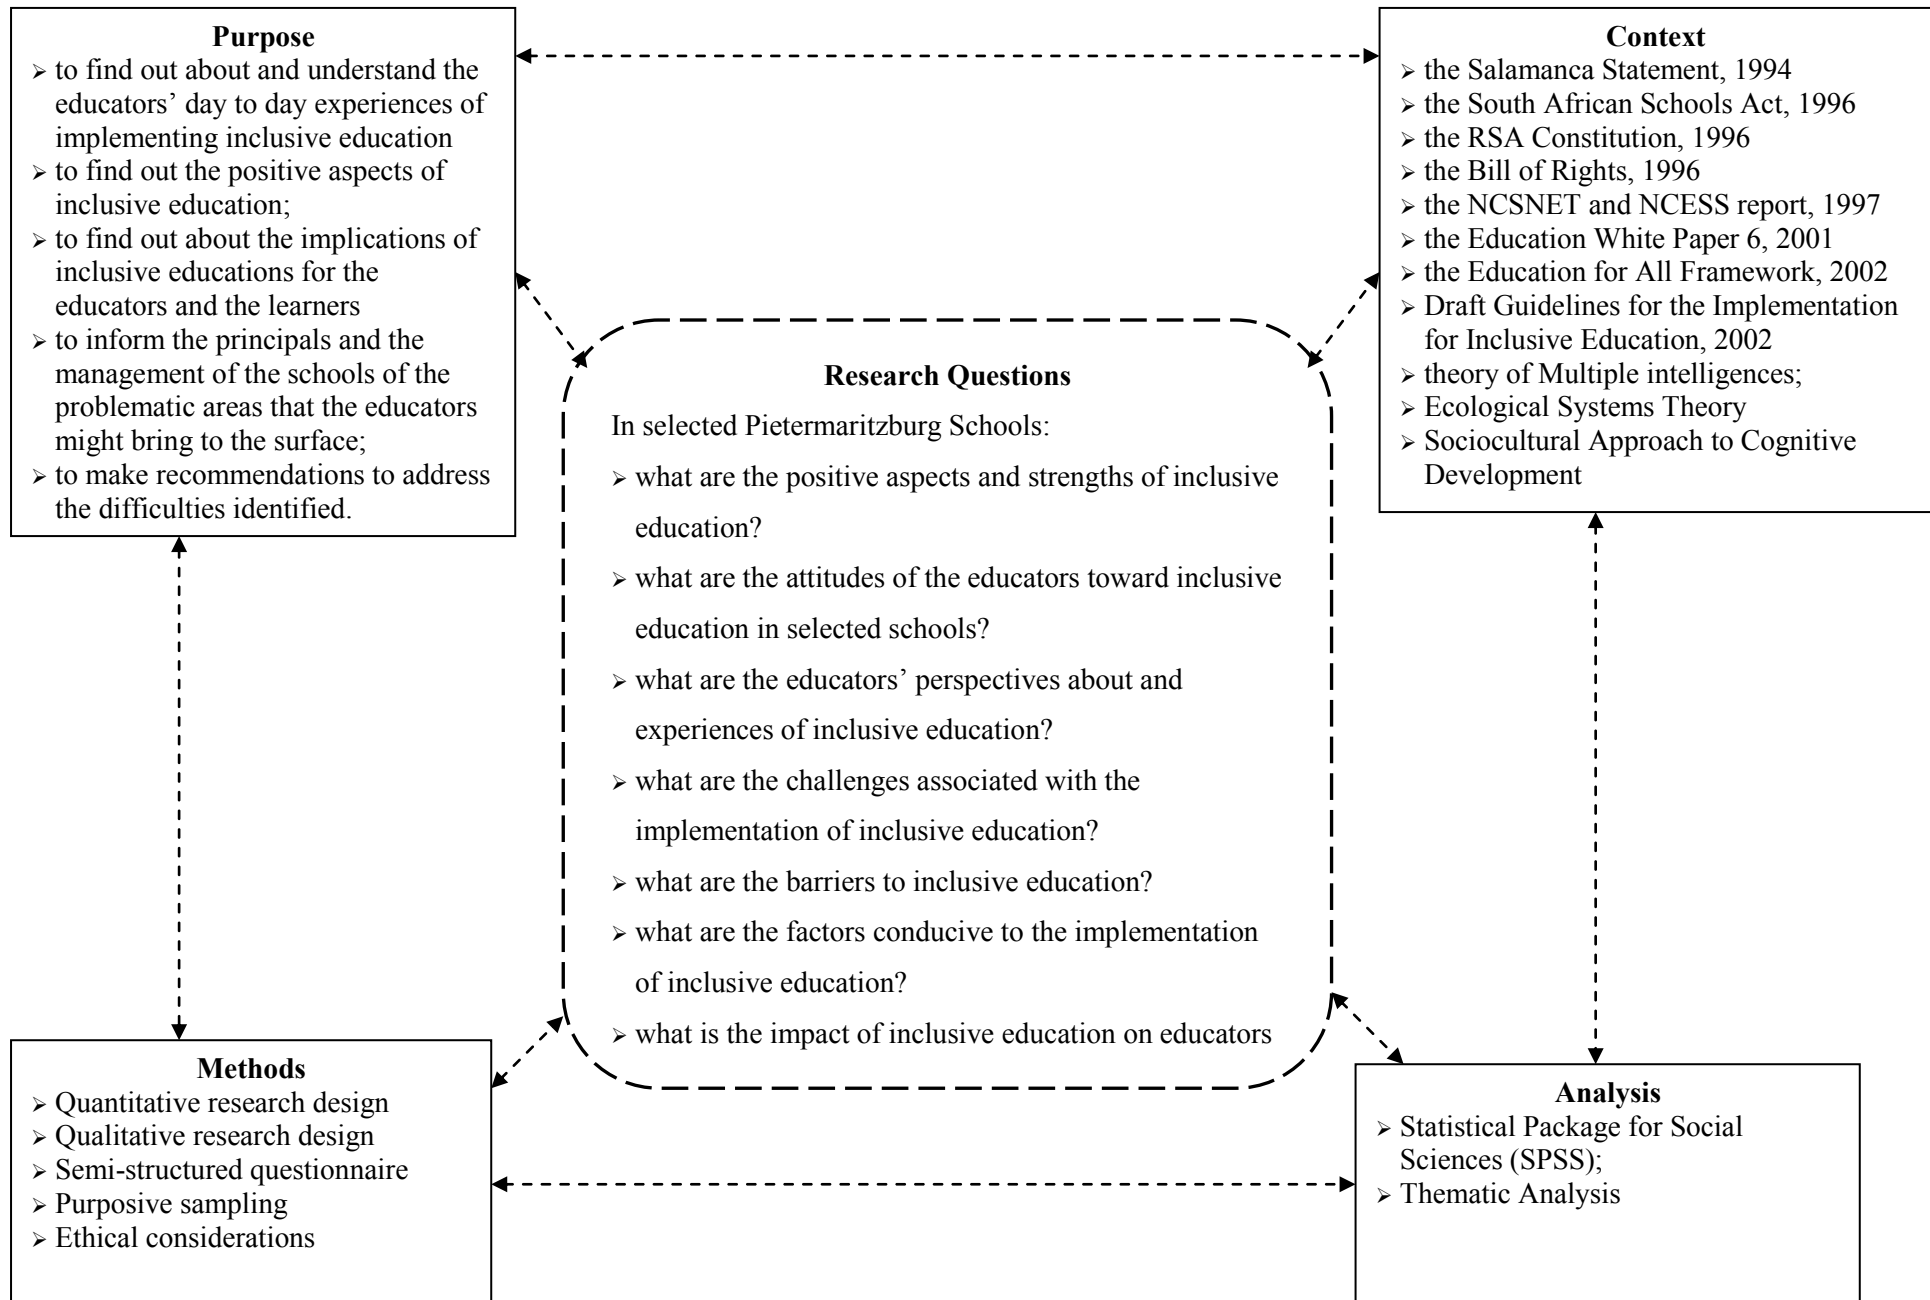 Purpose
➢ to find out about and understand the
educators’ day to day experiences of
implementing inclusive education
➢ to find out the positive aspects of
inclusive education;
➢ to find out about the implications of
inclusive educations for the
educators and the learners
➢ to inform the principals and the
management of the schools of the
problematic areas that the educators
might bring to the surface;
➢ to make recommendations to address
the difficulties identified.
Context
➢ the Salamanca Statement, 1994
➢ the South African Schools Act, 1996
➢ the RSA Constitution, 1996
➢ the Bill of Rights, 1996
➢ the NCSNET and NCESS report, 1997
➢ the Education White Paper 6, 2001
➢ the Education for All Framework, 2002
➢ Draft Guidelines for the Implementation
for Inclusive Education, 2002
➢ theory of Multiple intelligences;
➢ Ecological Systems Theory
➢ Sociocultural Approach to Cognitive
Development
Research Questions
In selected Pietermaritzburg Schools:
➢ what are the positive aspects and strengths of inclusive
education?
➢ what are the attitudes of the educators toward inclusive
education in selected schools?
➢ what are the educators’ perspectives about and
experiences of inclusive education?
➢ what are the challenges associated with the
implementation of inclusive education?
➢ what are the barriers to inclusive education?
➢ what are the factors conducive to the implementation
of inclusive education?
➢ what is the impact of inclusive education on educators
Methods
➢ Quantitative research design
➢ Qualitative research design
➢ Semi-structured questionnaire
➢ Purposive sampling
➢ Ethical considerations
Analysis
➢ Statistical Package for Social
Sciences (SPSS);
➢ Thematic Analysis